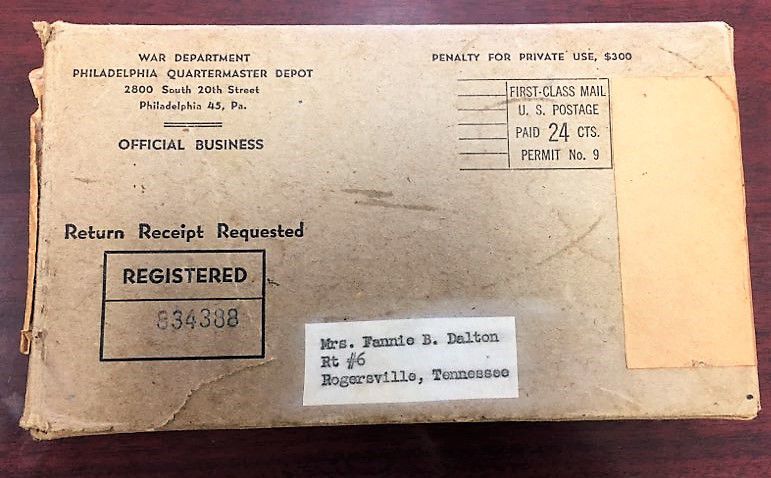 WAR DEPARTMENT
PHILADELPHIA QUARTERMASTER DEPOT
2800 South 20th Street
Philadelphia 45, Pa.
OFFICIAL BUSINESS
PENALTY FOR PRIVATE USE, $300
FIRST-CLASS MAIL
U. S. POSTAGE
PAID 24 CTS.
PERMIT No. 9
Return Receipt Requested
REGISTERED
834388
Mrs. Fannie B. Dalton
Rt #6
Rogersville, Tennessee